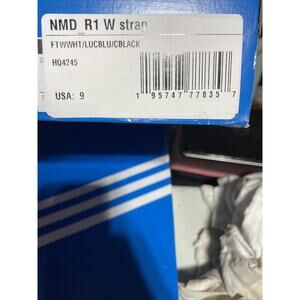 NMD_R1 W strap
FTWWHT/LUCBLU/CBLACK
HQ4245
USA: 9
1 95747 77835 7